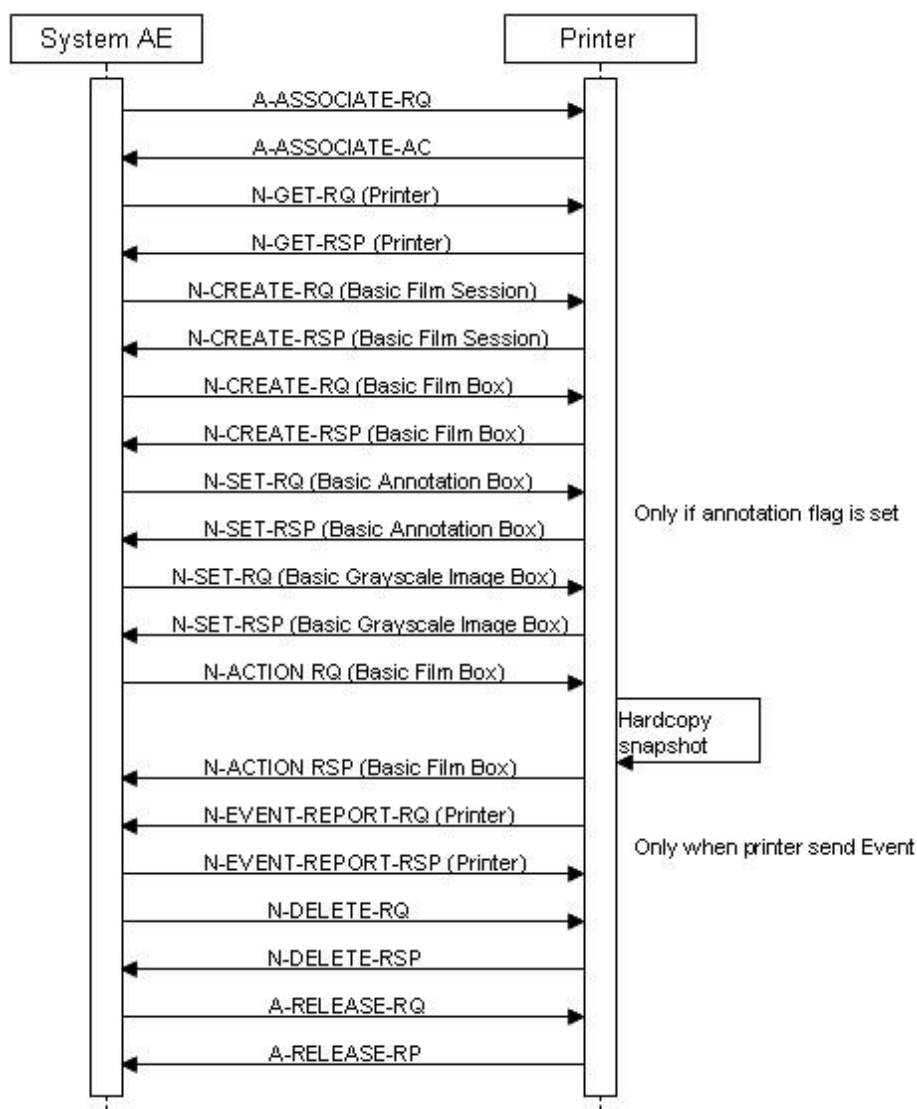 System AE
Printer
A-ASSOCIATE-RQ
A-ASSOCIATE-AC
N-GET-RQ (Printer)
N-GET-RSP (Printer)
N-CREATE-RQ (Basic Film Session)
N-CREATE-RSP (Basic Film Session)
N-CREATE-RQ (Basic Film Box)
N-CREATE-RSP (Basic Film Box)
N-SET-RQ (Basic Annotation Box)
Only if annotation flag is set
N-SET-RSP (Basic Annotation Box)
N-SET-RQ (Basic Grayscale Image Box)
N-SET-RSP (Basic Grayscale Image Box)
N-ACTION RQ (Basic Film Box)
Hardcopy
snapshot
N-ACTION RSP (Basic Film Box)
N-EVENT-REPORT-RQ (Printer)
Only when printer send Event
N-EVENT-REPORT-RSP (Printer)
N-DELETE-RQ
N-DELETE-RSP
A-RELEASE-RQ
A-RELEASE-RP